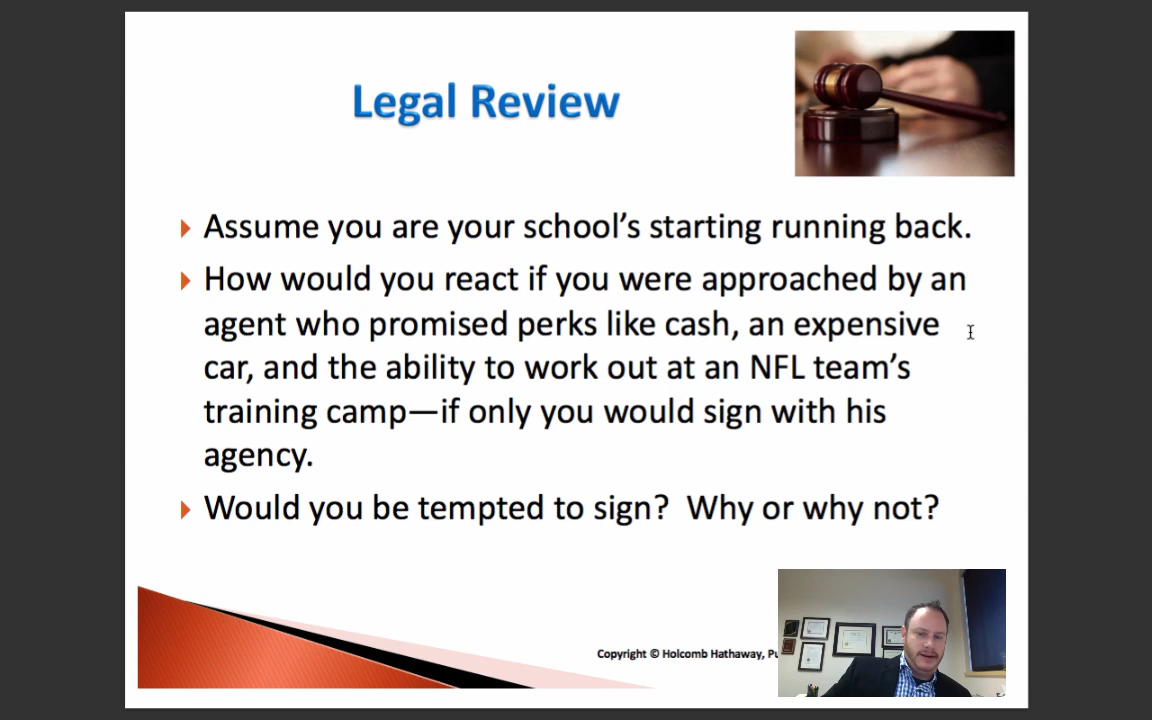 Legal Review
Assume you are your school's starting running back.
How would you react if you were approached by an
agent who promised perks like cash, an expensive
car, and the ability to work out at an NFL team's
training camp—if only you would sign with his
agency.
Would you be tempted to sign?  Why or why not?
Copyright © Holcomb Hathaway,